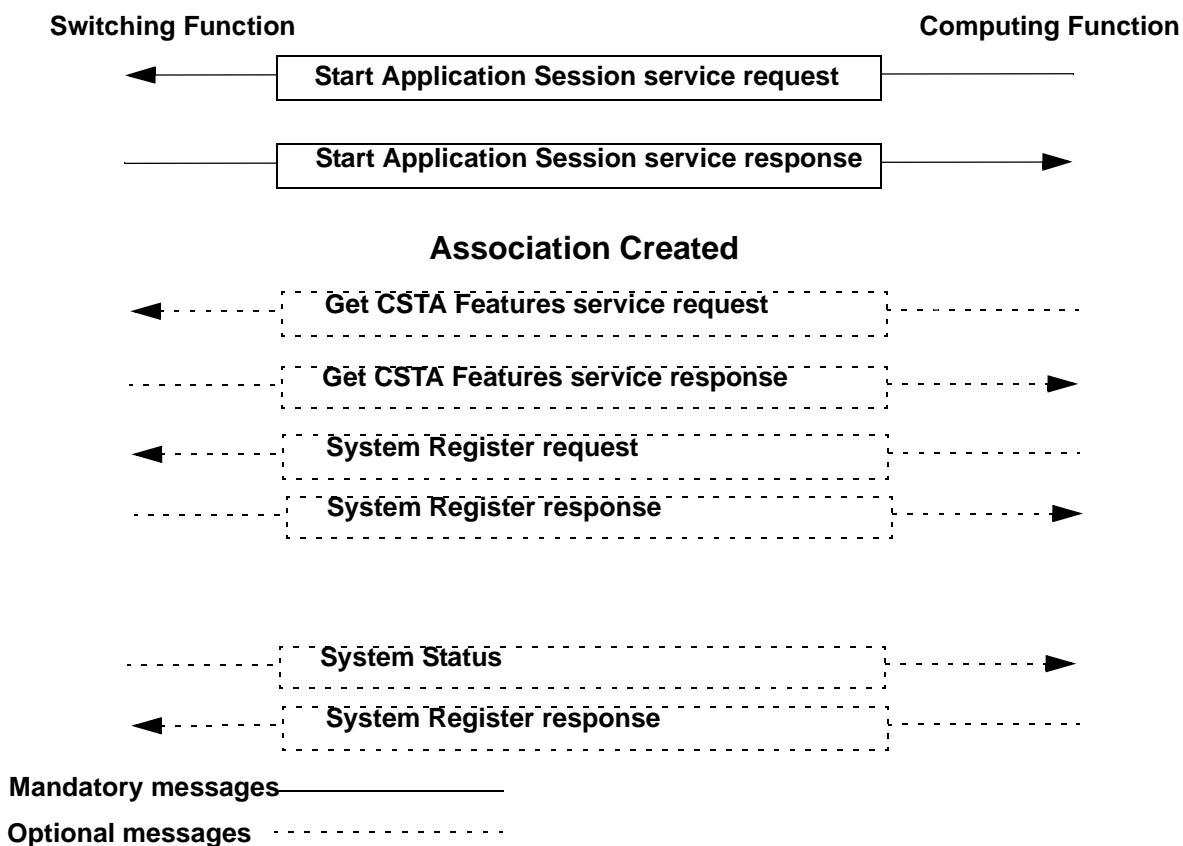 Switching Function
Computing Function
Start Application Session service request
Start Application Session service response
Association Created
Get CSTA Features service request
Get CSTA Features service response
System Register request
System Register response
System Status
System Register response
Mandatory messages
Optional messages